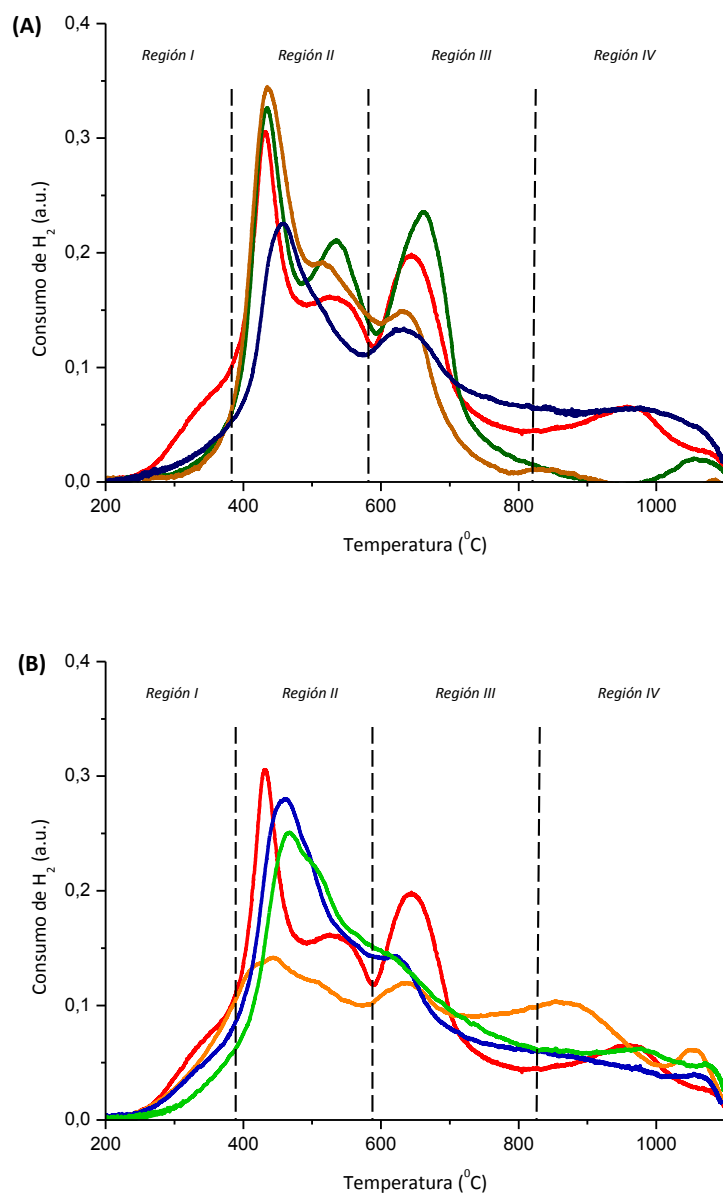 (A)
0,4
Región I Región II Región III Región IV
0,3
0,2
0,1
0,0
Consumo de H2 (a.u.)
200 400 600 800 1000
Temperatura (0C)
(B)
0,4
Región I Región II Región III Región IV
0,3
0,2
0,1
0,0
Consumo de H2 (a.u.)
200 400 600 800 1000
Temperatura (0C)